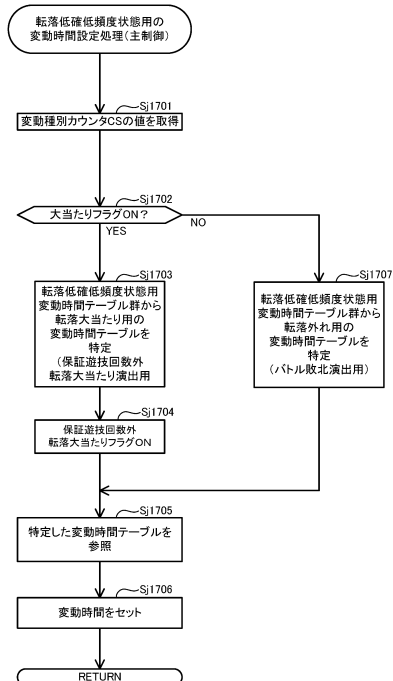 転落低確低頻度状態用の
変動時間設定処理（主制御）
Sj1701
変動種別カウンタCSの値を取得
Sj1702
大当たりフラグON？
YES
NO
Sj1703
転落低確低頻度状態用
変動時間テーブル群から
転落大当たり用の
変動時間テーブルを
特定
（保証遊技回数外
転落大当たり演出用
Sj1707
転落低確低頻度状態用
変動時間テーブル群から
転落外れ用の
変動時間テーブルを
特定
（バトル敗北演出用）
Sj1704
保証遊技回数外
転落大当たりフラグON
Sj1705
特定した変動時間テーブルを
参照
Sj1706
変動時間をセット
RETURN